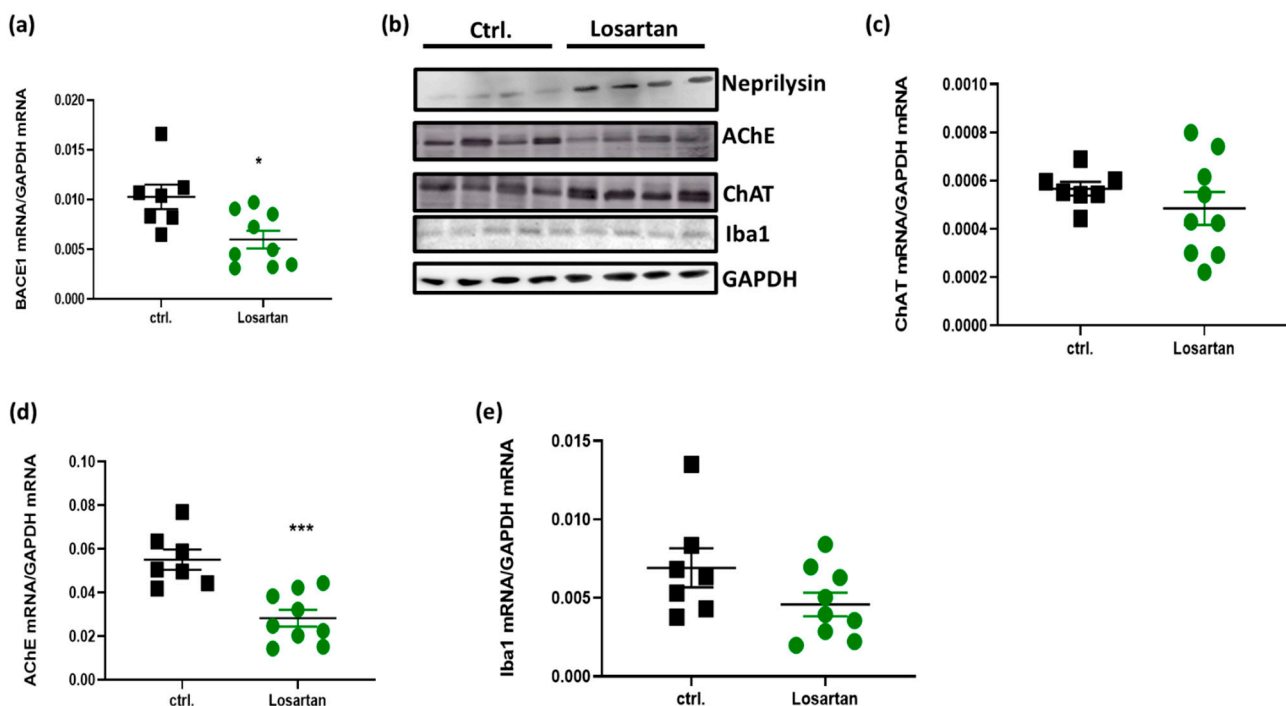 (a)
BACE1 mRNA/GAPDH mRNA
0.020
0.015
0.010
0.005
0.000
*
ctrl.
Losartan
(b)
Ctrl.
Losartan
Neprilysin
AChE
ChAT
Iba1
GAPDH
(c)
ChAT mRNA/GAPDH mRNA
0.0010
0.0008
0.0006
0.0004
0.0002
0.0000
ctrl.
Losartan
(d)
AChE mRNA/GAPDH mRNA
0.10
0.08
0.06
0.04
0.02
0.00
***
ctrl.
Losartan
(e)
Iba1 mRNA/GAPDH mRNA
0.015
0.010
0.005
0.000
ctrl.
Losartan